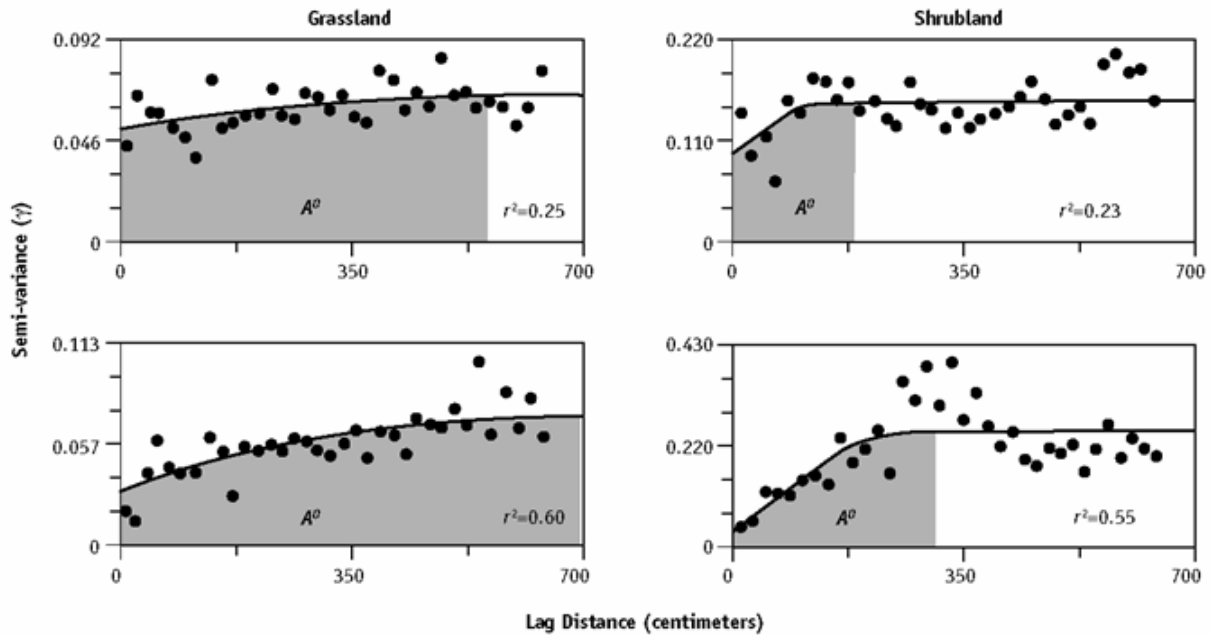 Grassland
Shrubland
Semi-variance (γ)
0.092
0.046
0
A⁰
r²=0.25
0
350
700
0.220
0.110
0
A⁰
r²=0.23
0
350
700
0.113
0.057
0
A⁰
r²=0.60
0
350
700
0.430
0.220
0
A⁰
r²=0.55
0
350
700
Lag Distance (centimeters)